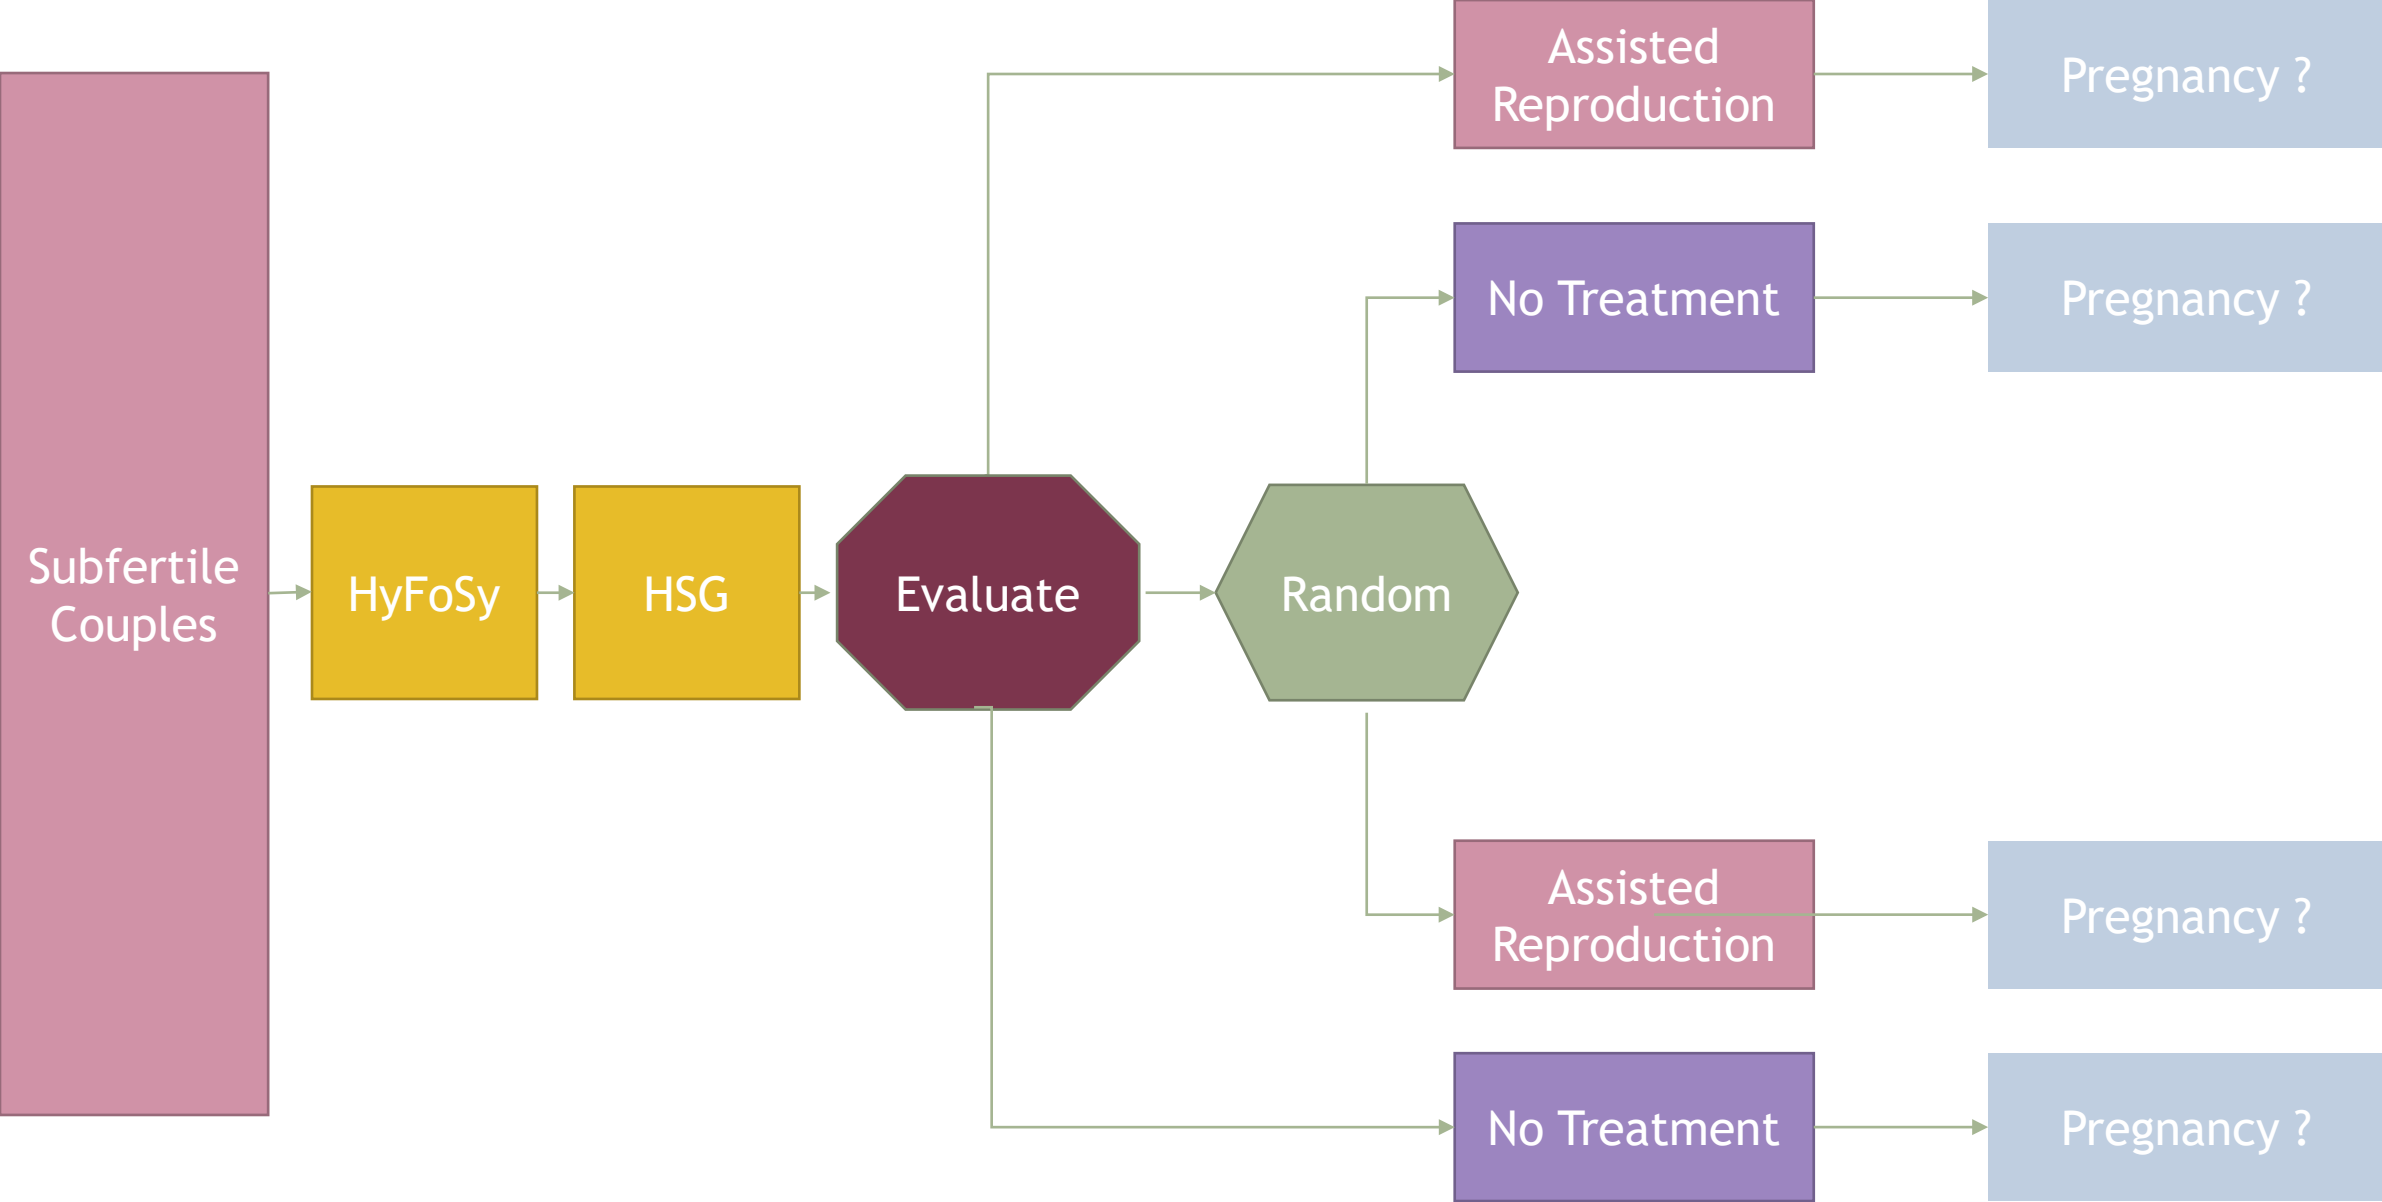 Subfertile
Couples
HyFoSy
HSG
Evaluate
Random
Assisted
Reproduction
Pregnancy ?
No Treatment
Pregnancy ?
Assisted
Reproduction
Pregnancy ?
No Treatment
Pregnancy ?